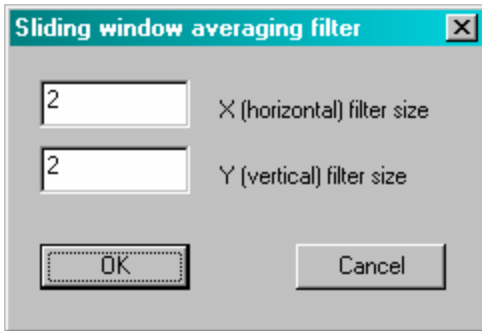 Sliding window averaging filter
2 X (horizontal) filter size
2 Y (vertical) filter size
OK Cancel